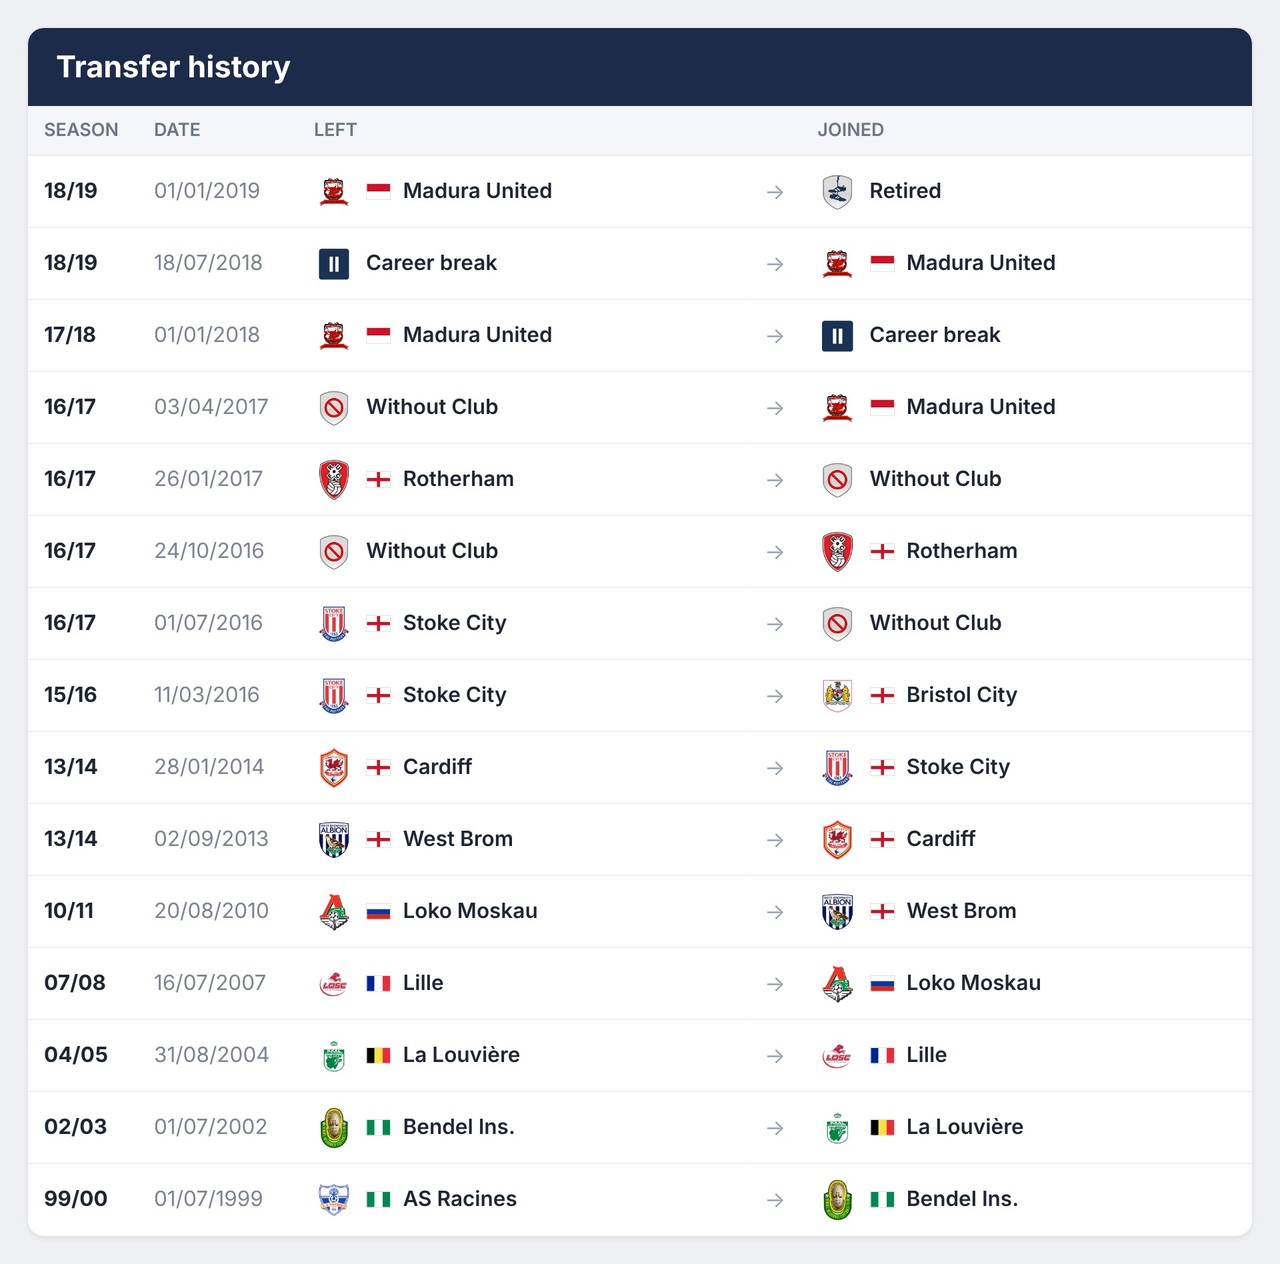 Transfer history
SEASON DATE LEFT JOINED
18/19 01/01/2019 Madura United → Retired
18/19 18/07/2018 Career break → Madura United
17/18 01/01/2018 Madura United → Career break
16/17 03/04/2017 Without Club → Madura United
16/17 26/01/2017 Rotherham → Without Club
16/17 24/10/2016 Without Club → Rotherham
16/17 01/07/2016 STOKE Stoke City → Without Club
15/16 11/03/2016 STOKE Stoke City → Bristol City
13/14 28/01/2014 Cardiff → STOKE Stoke City
13/14 02/09/2013 ALBION West Brom → Cardiff
10/11 20/08/2010 Loko Moskau → ALBION West Brom
07/08 16/07/2007 LOSC Lille → Loko Moskau
04/05 31/08/2004 La Louvière → LOSC Lille
02/03 01/07/2002 Bendel Ins. → La Louvière
99/00 01/07/1999 AS Racines → Bendel Ins.